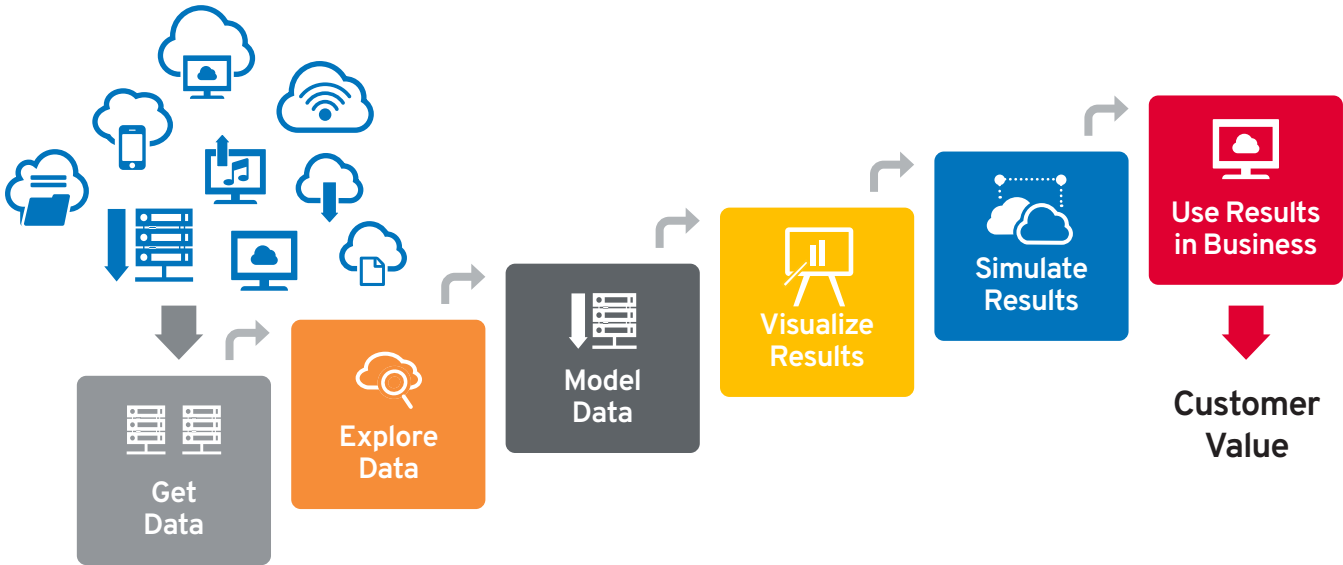 Get
Data
Explore
Data
Model
Data
Visualize
Results
Simulate
Results
Use Results
in Business
Customer
Value